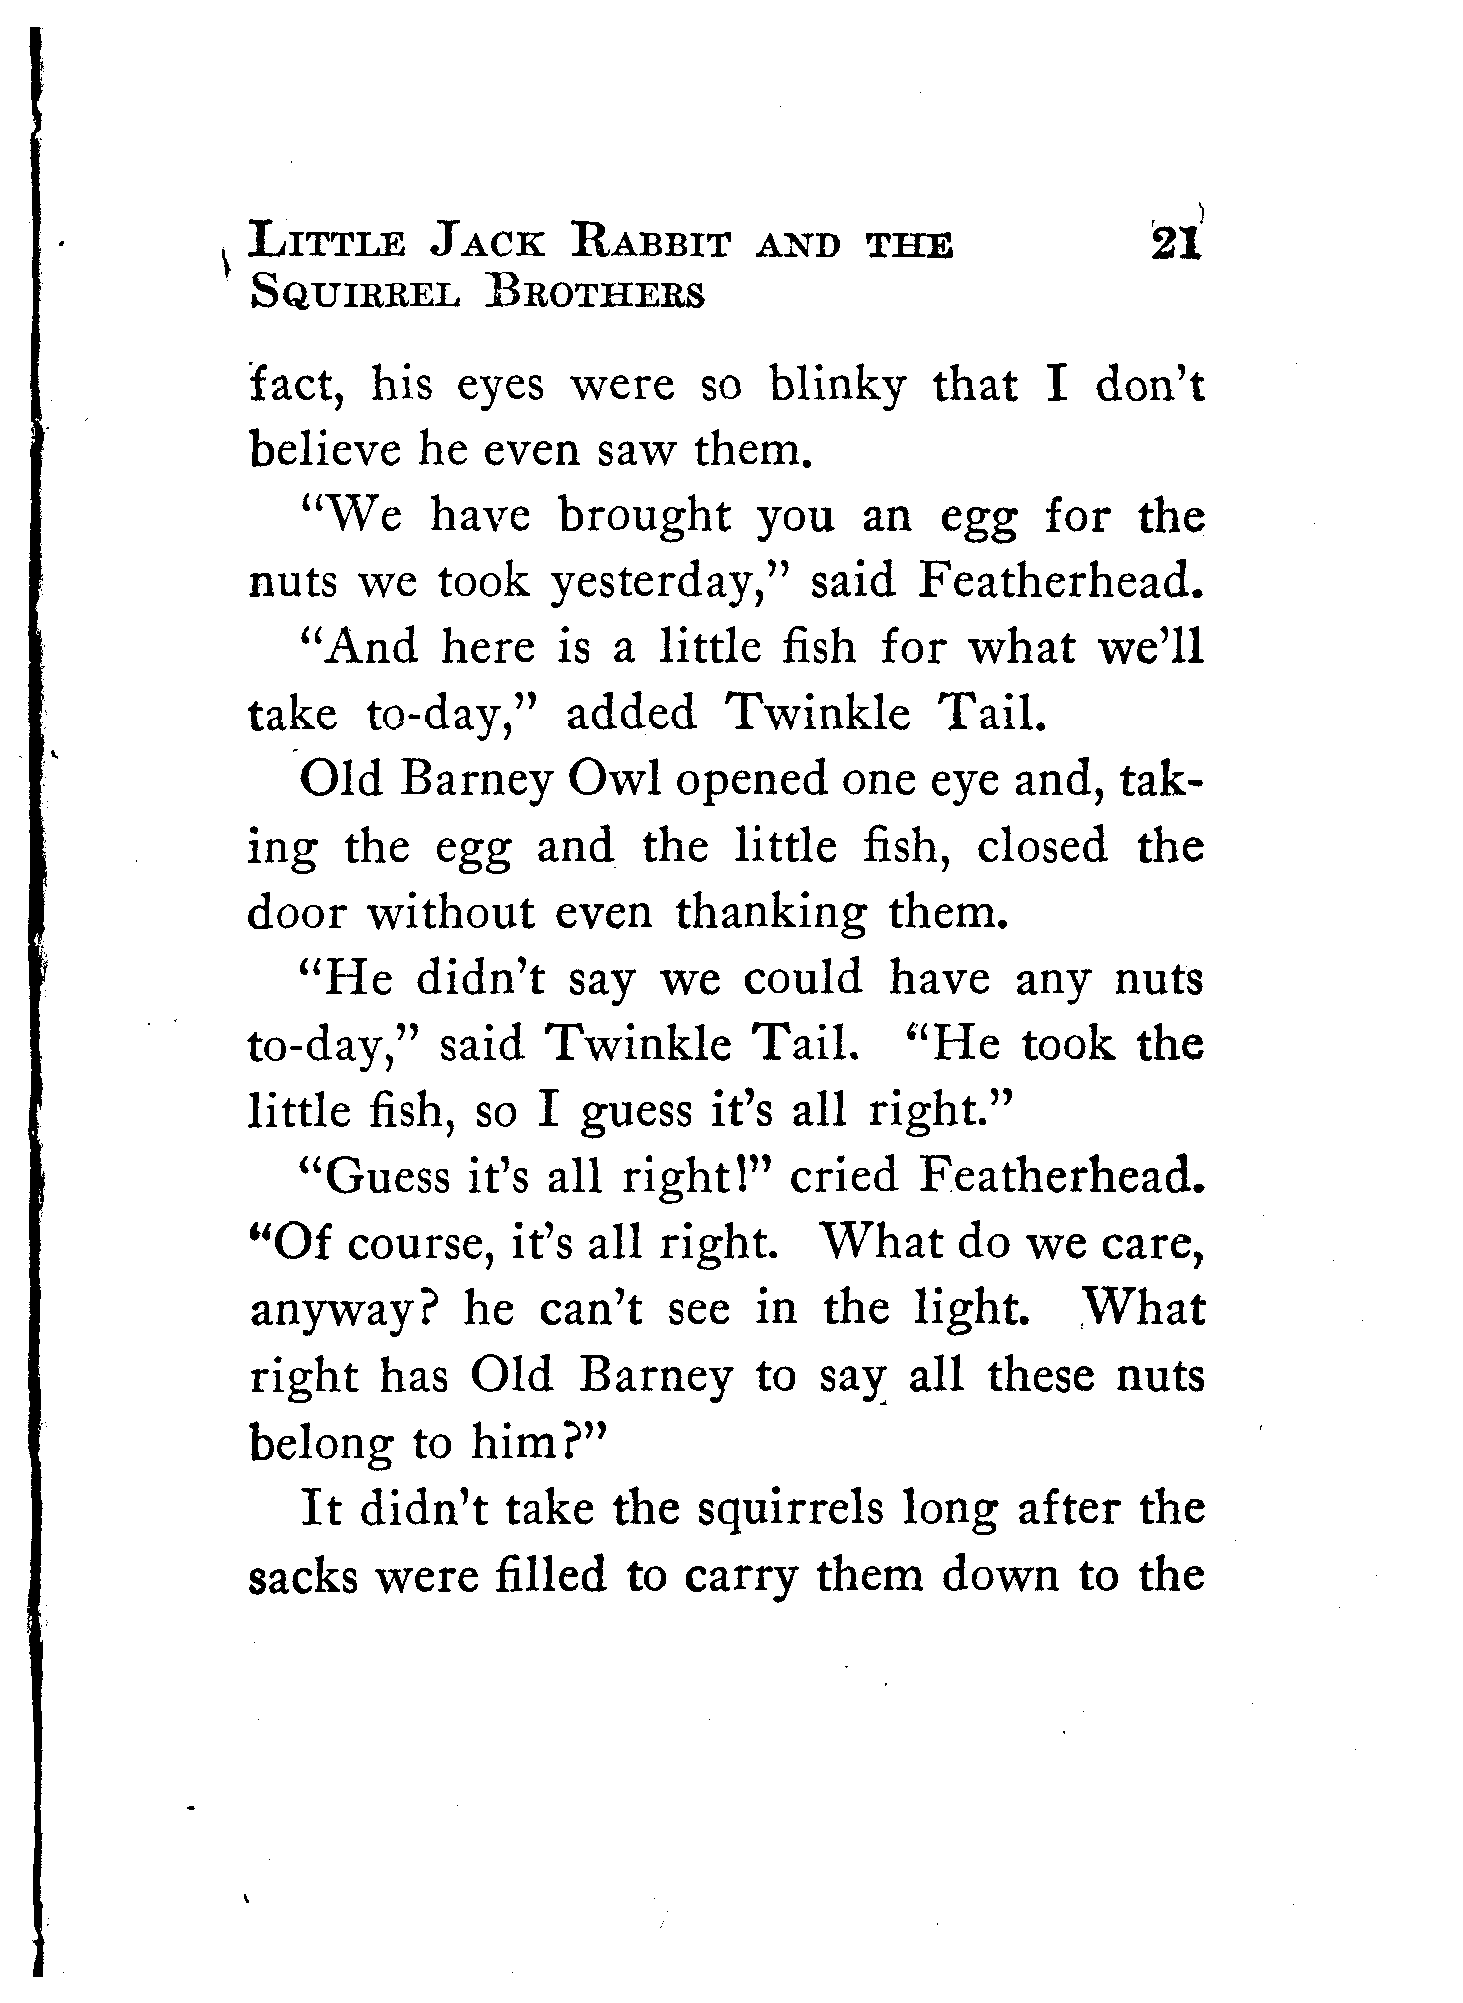 LITTLE JACK RABBIT AND THE 21
SQUIRREL BROTHERS
fact, his eyes were so blinky that I don't
believe he even saw them.
"We have brought you an egg for the
nuts we took yesterday," said Featherhead.
"And here is a little fish for what we'll
take to-day," added Twinkle Tail.
Old Barney Owl opened one eye and, tak-
ing the egg and the little fish, closed the
door without even thanking them.
"He didn't say we could have any nuts
to-day," said Twinkle Tail. "He took the
little fish, so I guess it's all right."
"Guess it's all right!" cried Featherhead.
"Of course, it's all right. What do we care,
anyway? he can't see in the light. What
right has Old Barney to say all these nuts
belong to him?"
It didn't take the squirrels long after the
sacks were filled to carry them down to the